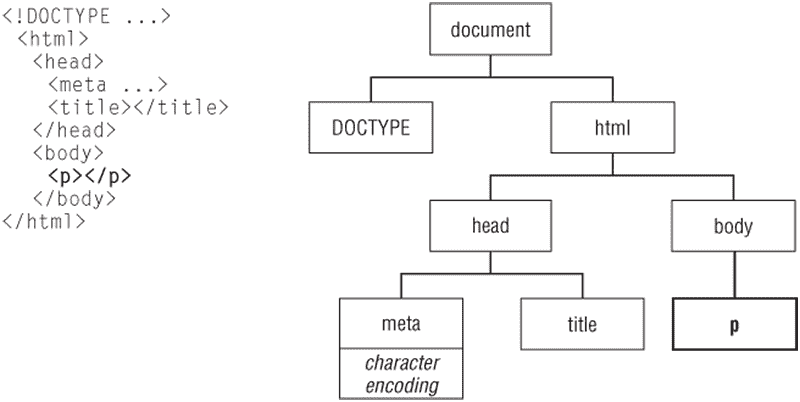 <!DOCTYPE ...>
<html>
<head>
<meta ...>
<title></title>
</head>
<body>
<p></p>
</body>
</html>
document
DOCTYPE
html
head
body
meta
title
p
character
encoding